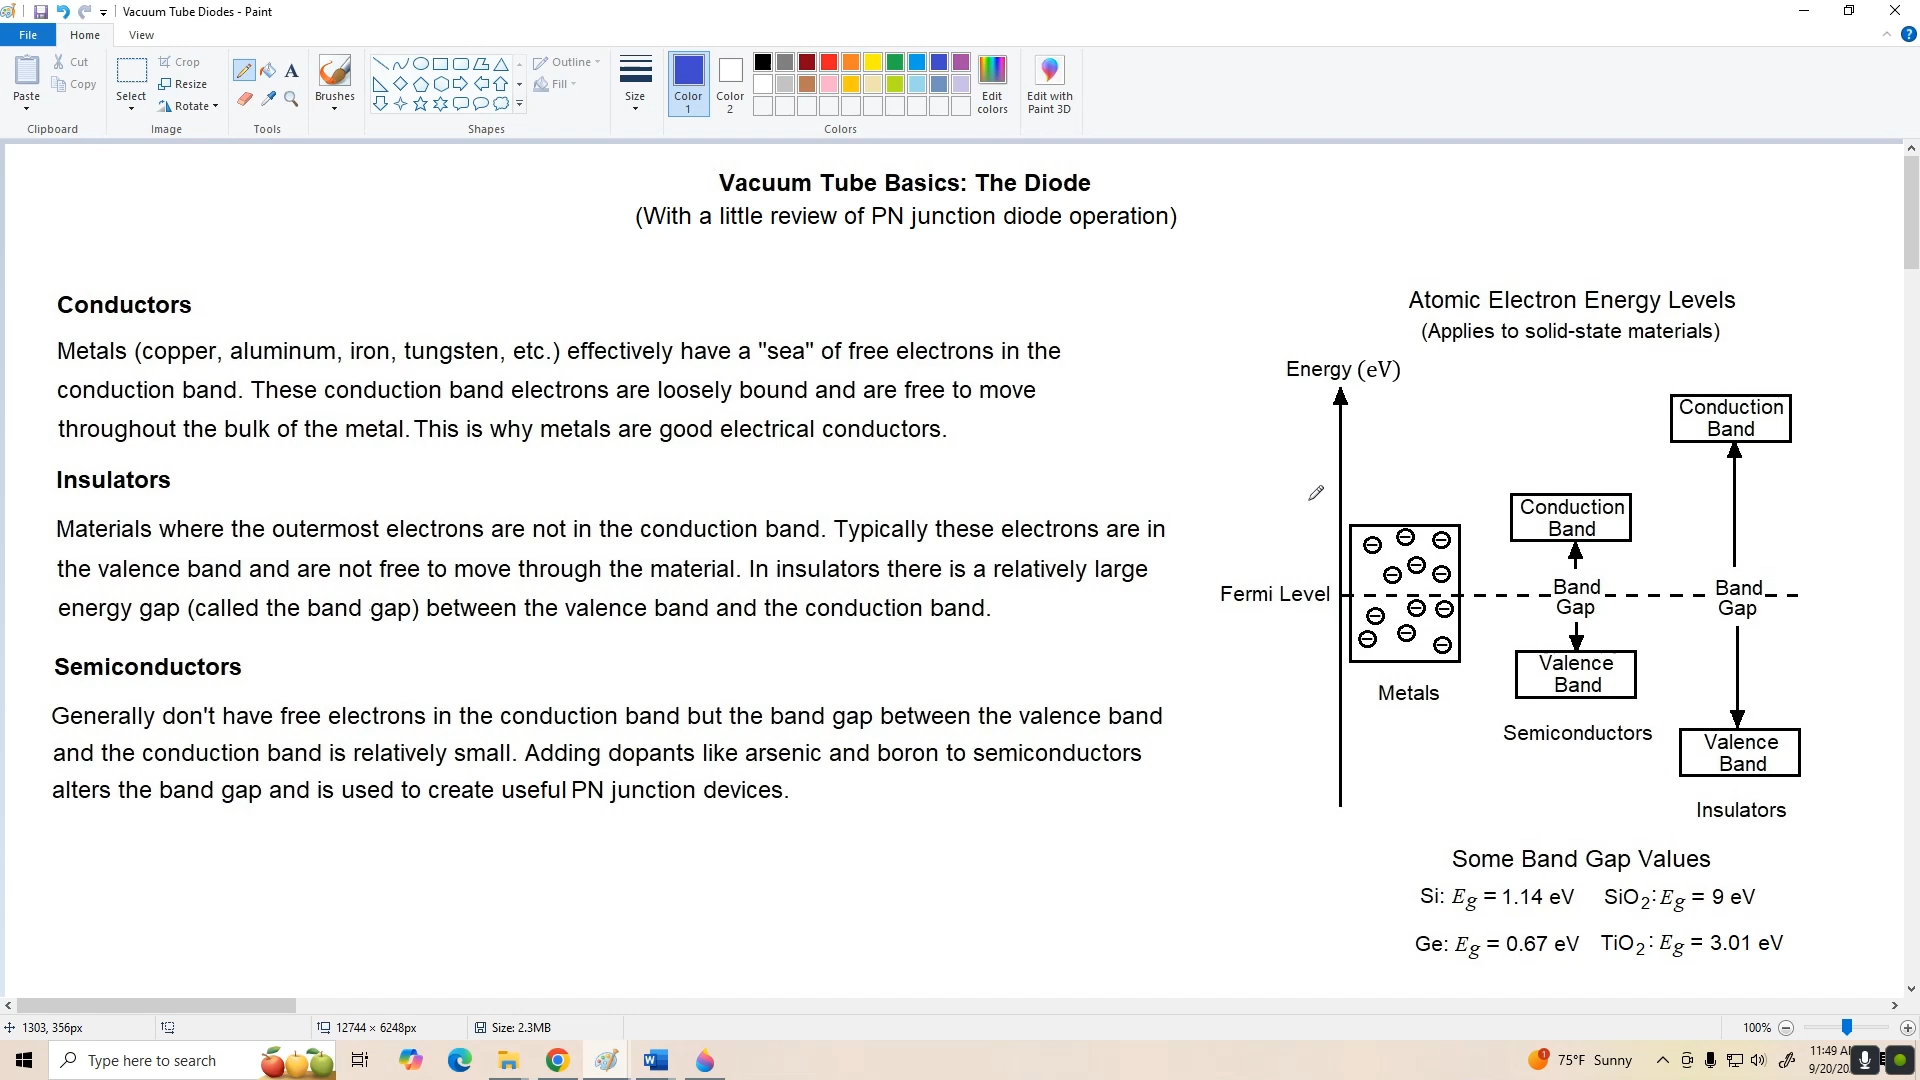 Vacuum Tube Diodes - Paint
File
Home
View
Paste
Cut
Copy
Clipboard
Select
Crop
Resize
Rotate
Image
A
Tools
Brushes
Shapes
Outline
Fill
Size
Color
1
Color
2
Colors
Edit
colors
Edit with
Paint 3D
Vacuum Tube Basics: The Diode
(With a little review of PN junction diode operation)
Conductors
Metals (copper, aluminum, iron, tungsten, etc.) effectively have a "sea" of free electrons in the
conduction band. These conduction band electrons are loosely bound and are free to move
throughout the bulk of the metal. This is why metals are good electrical conductors.
Insulators
Materials where the outermost electrons are not in the conduction band. Typically these electrons are in
the valence band and are not free to move through the material. In insulators there is a relatively large
energy gap (called the band gap) between the valence band and the conduction band.
Semiconductors
Generally don't have free electrons in the conduction band but the band gap between the valence band
and the conduction band is relatively small. Adding dopants like arsenic and boron to semiconductors
alters the band gap and is used to create useful PN junction devices.
Atomic Electron Energy Levels
(Applies to solid-state materials)
Energy (eV)
Fermi Level
Metals
Conduction
Band
Band
Gap
Valence
Band
Semiconductors
Conduction
Band
Band
Gap
Valence
Band
Insulators
Some Band Gap Values
Si: Eg = 1.14 eV SiO2: Eg = 9 eV
Ge: Eg = 0.67 eV TiO2: Eg = 3.01 eV
1303, 356px
12744 × 6248px
Size: 2.3MB
100%
Type here to search
75°F Sunny
11:49